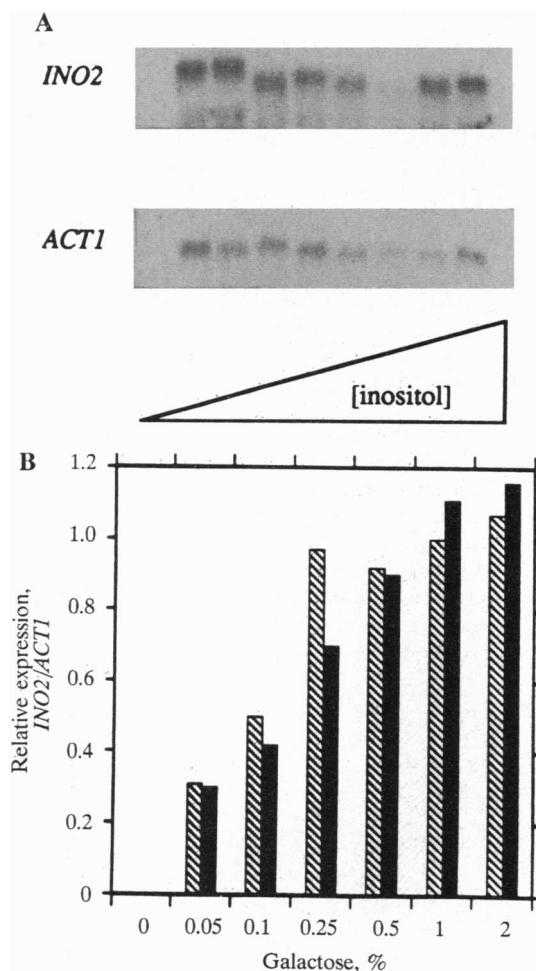 A
INO2
ACT1
[inositol]
B
1.2
1.0
0.8
0.6
0.4
0.2
0
Relative expression,
INO2/ACT1
0 0.05 0.1 0.25 0.5 1 2
Galactose, %